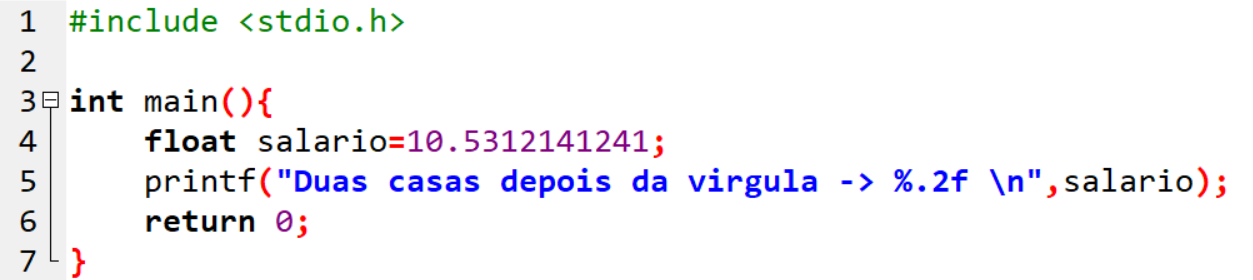 1 #include <stdio.h>
2
3 int main(){
4 float salario=10.5312141241;
5 printf("Duas casas depois da virgula -> %.2f \n",salario);
6 return 0;
7 }